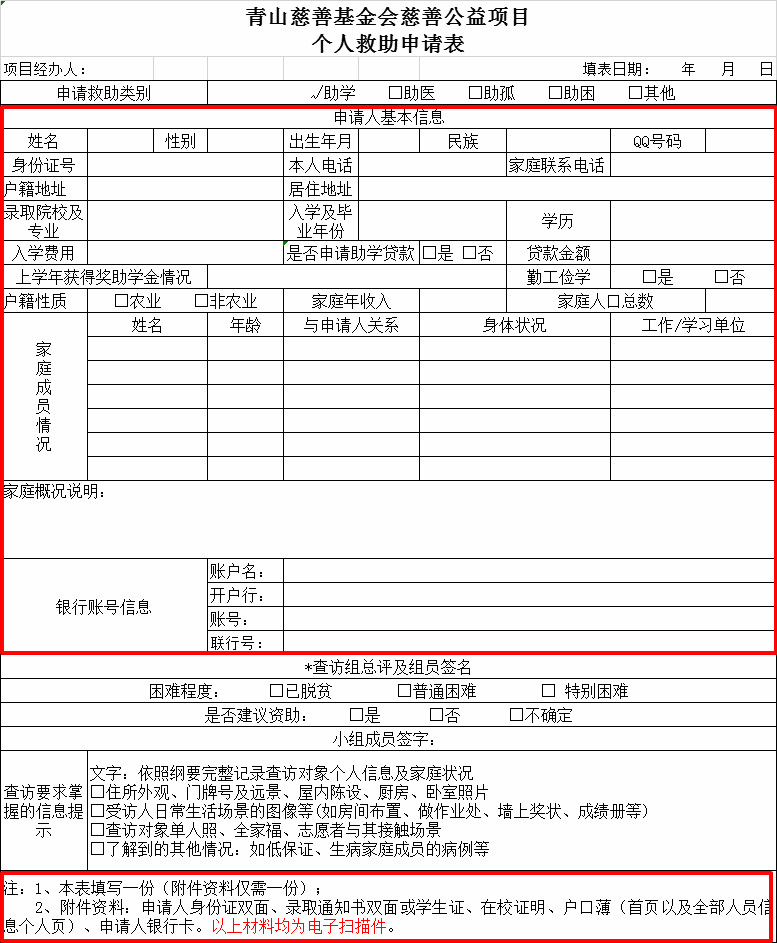 青山慈善基金会慈善公益项目
个人救助申请表
项目经办人： 填表日期： 年 月 日
申请救助类别 √助学 □助医 □助孤 □助困 □其他
申请人基本信息
姓名 性别 出生年月 民族 QQ号码
身份证号 本人电话 家庭联系电话
户籍地址 居住地址
录取院校及专业 入学及毕业年份 学历
入学费用 是否申请助学贷款 □是 □否 贷款金额
上学年获得奖助学金情况 勤工俭学 □是 □否
户籍性质 □农业 □非农业 家庭年收入 家庭人口总数
家庭成员情况 姓名 年龄 与申请人关系 身体状况 工作/学习单位
家庭概况说明：
银行账号信息 账户名：
开户行：
账号：
联行号：
*查访组总评及组员签名
困难程度： □已脱贫 □普通困难 □ 特别困难
是否建议资助： □是 □否 □不确定
小组成员签字：
查访要求掌握的信息提示
文字：依照纲要完整记录查访对象个人信息及家庭状况
□住所外观、门牌号及远景、屋内陈设、厨房、卧室照片
□受访人日常生活场景的图像等(如房间布置、做作业处、墙上奖状、成绩册等)
□查访对象单人照、全家福、志愿者与其接触场景
□了解到的其他情况：如低保证、生病家庭成员的病例等
注：1、本表填写一份（附件资料仅需一份）；
2、附件资料：申请人身份证双面、录取通知书双面或学生证、在校证明、户口薄（首页以及全部人员信
息个人页）、申请人银行卡。以上材料均为电子扫描件。